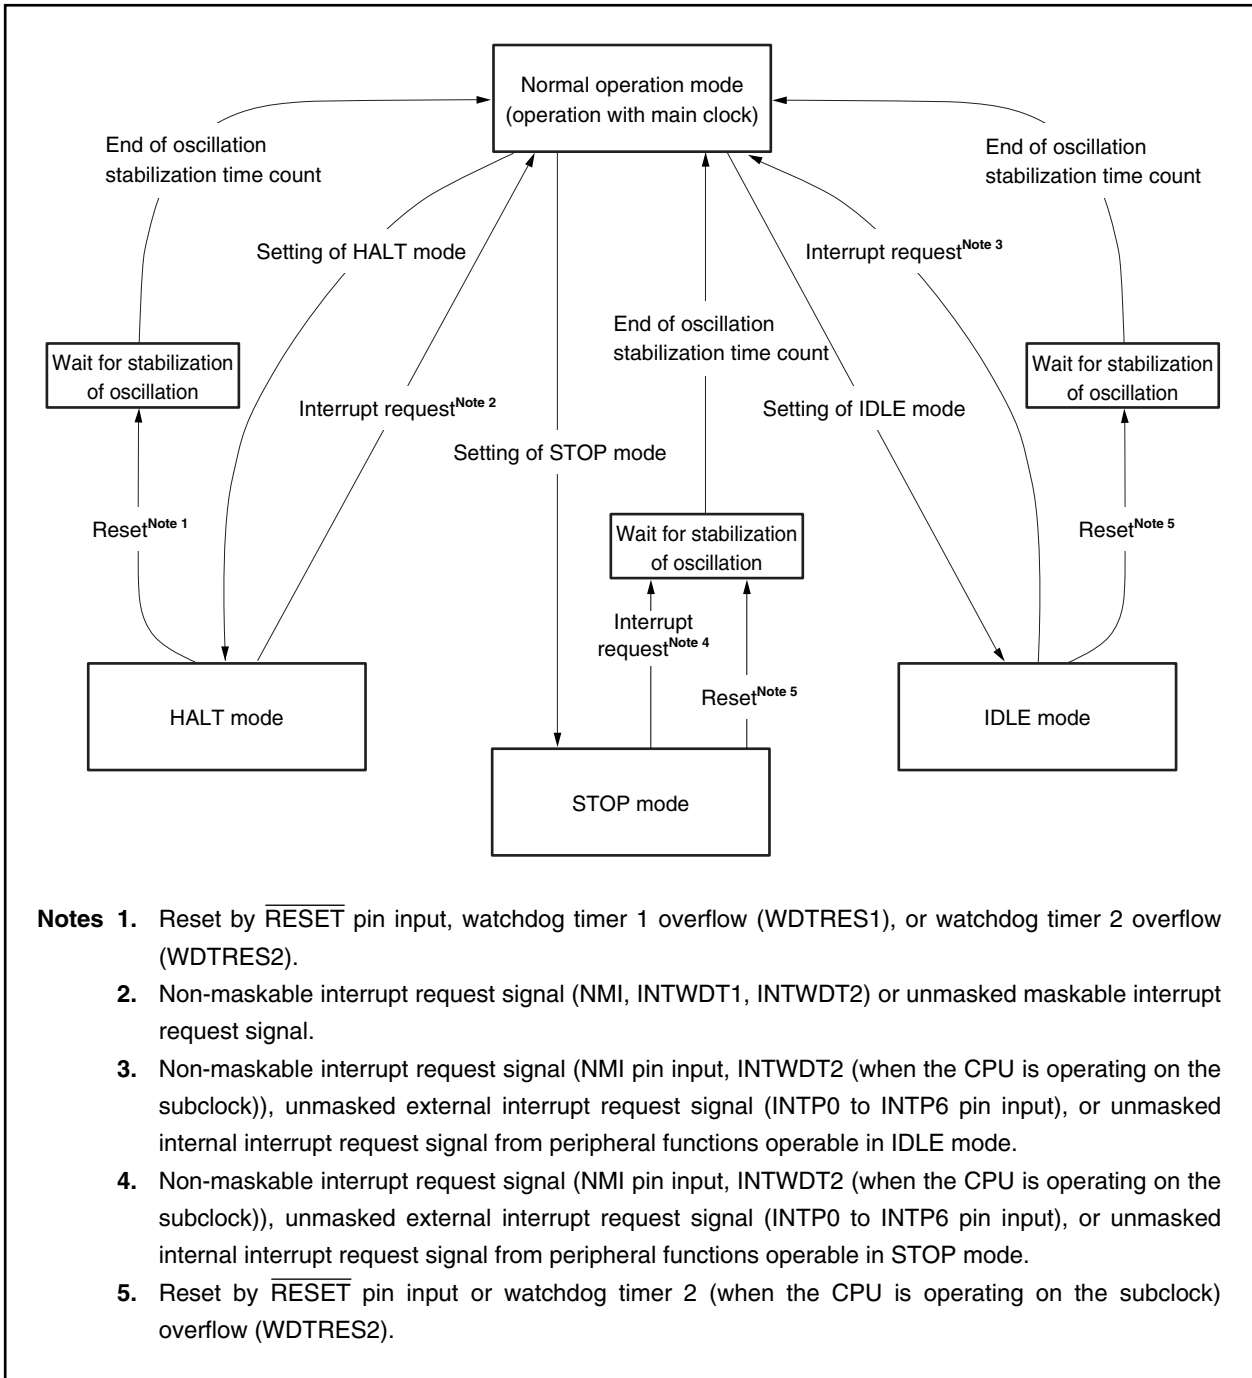 Normal operation mode
(operation with main clock)
End of oscillation
stabilization time count
End of oscillation
stabilization time count
Setting of HALT mode
Interrupt request^Note 3
End of oscillation
stabilization time count
Wait for stabilization
of oscillation
Wait for stabilization
of oscillation
Interrupt request^Note 2
Setting of IDLE mode
Setting of STOP mode
Reset^Note 1
Wait for stabilization
of oscillation
Reset^Note 5
Interrupt
request^Note 4
Reset^Note 5
HALT mode
IDLE mode
STOP mode
Notes 1. Reset by RESET pin input, watchdog timer 1 overflow (WDTRES1), or watchdog timer 2 overflow
(WDTRES2).
2. Non-maskable interrupt request signal (NMI, INTWDT1, INTWDT2) or unmasked maskable interrupt
request signal.
3. Non-maskable interrupt request signal (NMI pin input, INTWDT2 (when the CPU is operating on the
subclock)), unmasked external interrupt request signal (INTP0 to INTP6 pin input), or unmasked
internal interrupt request signal from peripheral functions operable in IDLE mode.
4. Non-maskable interrupt request signal (NMI pin input, INTWDT2 (when the CPU is operating on the
subclock)), unmasked external interrupt request signal (INTP0 to INTP6 pin input), or unmasked
internal interrupt request signal from peripheral functions operable in STOP mode.
5. Reset by RESET pin input or watchdog timer 2 (when the CPU is operating on the subclock)
overflow (WDTRES2).